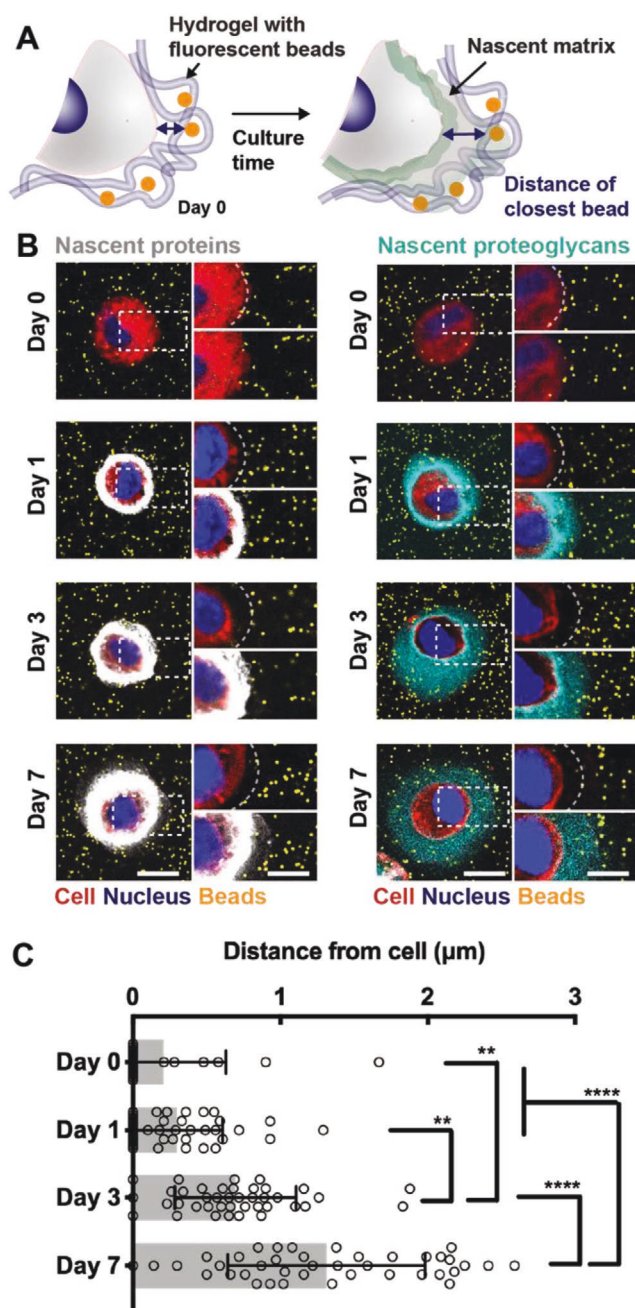 A
Hydrogel with
fluorescent beads
Nascent matrix
Culture
time
Day 0
Distance of
closest bead
B
Nascent proteins
Nascent proteoglycans
Day 0
Day 0
Day 1
Day 1
Day 3
Day 3
Day 7
Day 7
Cell Nucleus Beads
Cell Nucleus Beads
C
Distance from cell (µm)
0 1 2 3
Day 0
**
****
Day 1
**
Day 3
****
Day 7